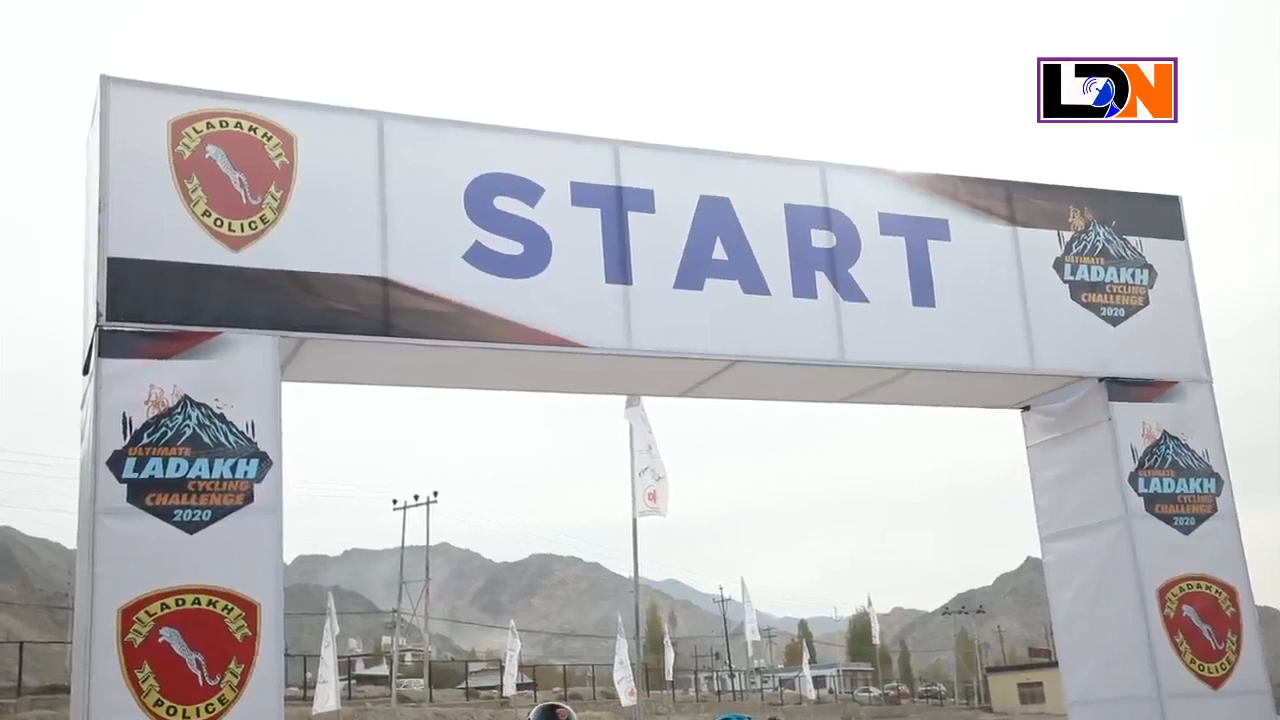 LDN
LADAKH
POLICE
START
ULTIMATE
LADAKH
CYCLING
CHALLENGE
2020
ULTIMATE
LADAKH
CYCLING
CHALLENGE
2020
LADAKH
POLICE
ULTIMATE
LADAKH
CYCLING
CHALLENGE
2020
LADAKH
POLICE